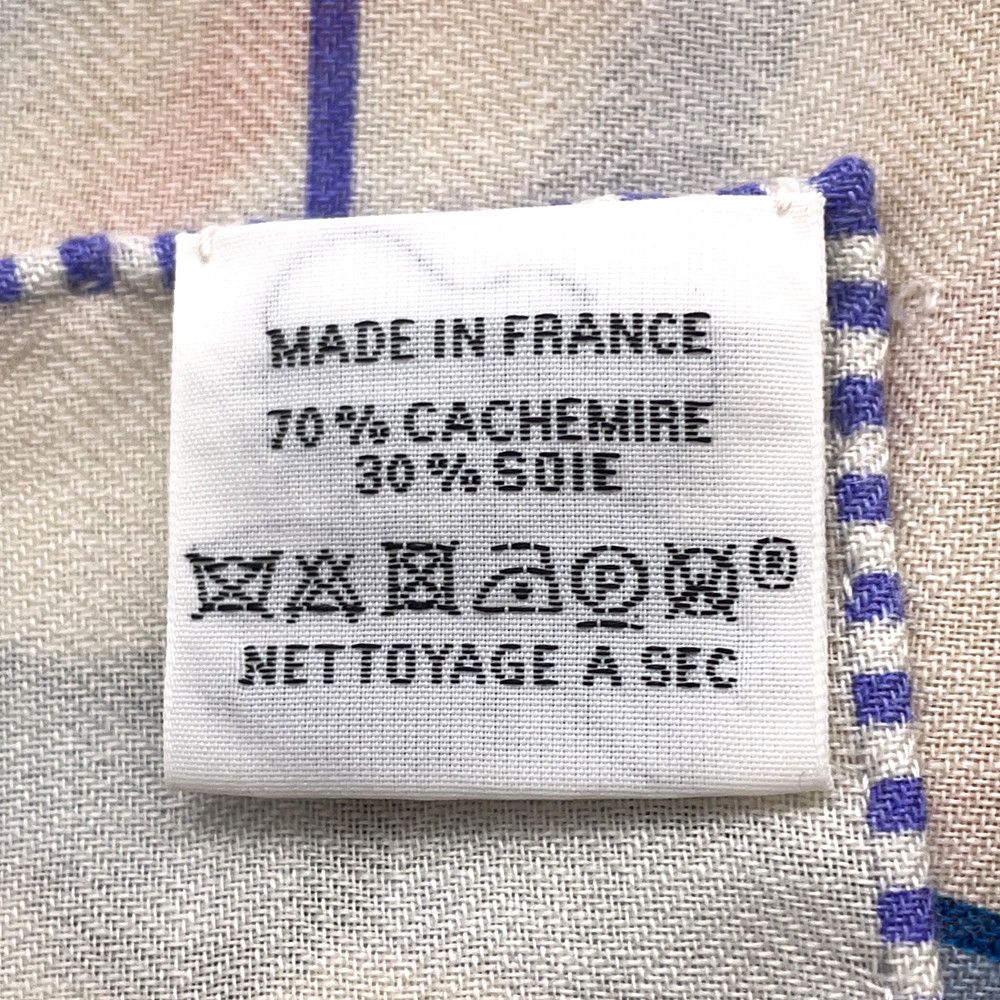 MADE IN FRANCE
70% CACHEMIRE
30% SOIE
P W ®
NETTOYAGE A SEC